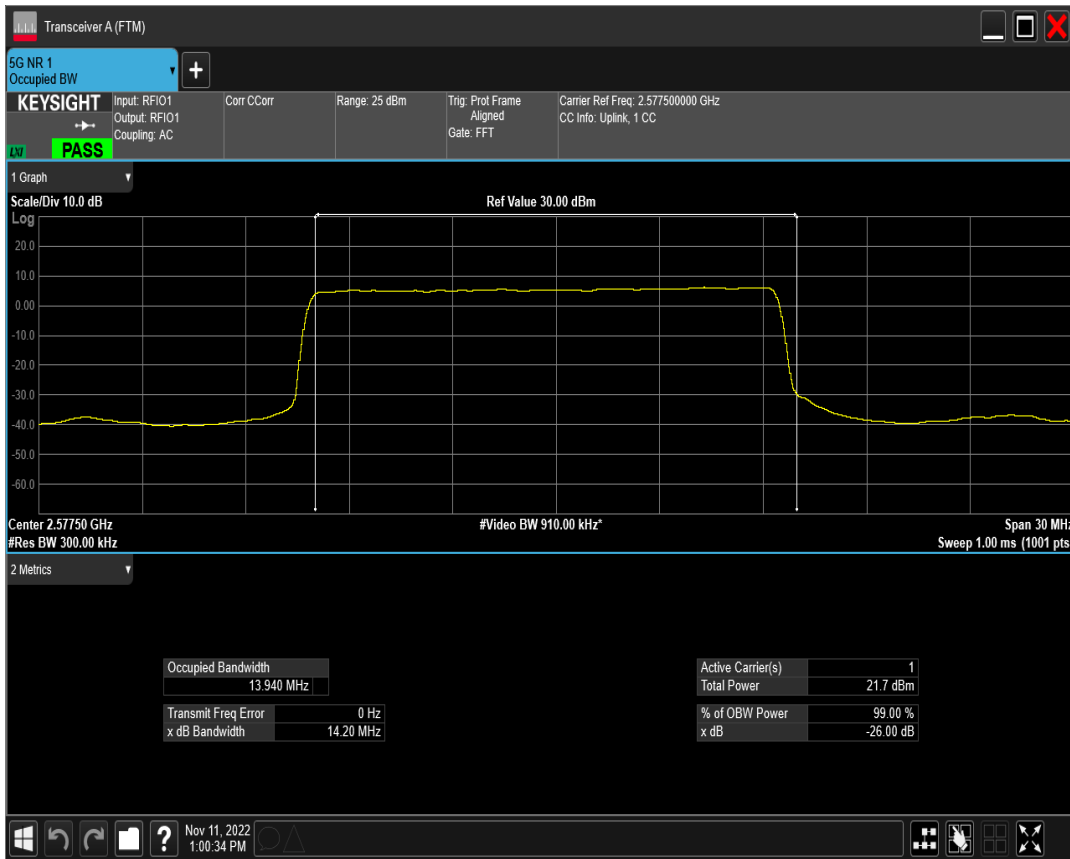 Transceiver A (FTM)
5G NR 1
Occupied BW
+
KEYSIGHT
LXI
PASS
Input: RFIO1
Output: RFIO1
Coupling: AC
Corr CCorr
Range: 25 dBm
Trig: Prot Frame
Aligned
Gate: FFT
Carrier Ref Freq: 2.577500000 GHz
CC Info: Uplink, 1 CC
1 Graph
Scale/Div 10.0 dB
Ref Value 30.00 dBm
Log
20.0
10.0
0.00
-10.0
-20.0
-30.0
-40.0
-50.0
-60.0
Center 2.57750 GHz
#Video BW 910.00 kHz*
Span 30 MHz
#Res BW 300.00 kHz
Sweep 1.00 ms (1001 pts
2 Metrics
Occupied Bandwidth
13.940 MHz
Transmit Freq Error 0 Hz
x dB Bandwidth 14.20 MHz
Active Carrier(s) 1
Total Power 21.7 dBm
% of OBW Power 99.00 %
x dB -26.00 dB
?
Nov 11, 2022
1:00:34 PM